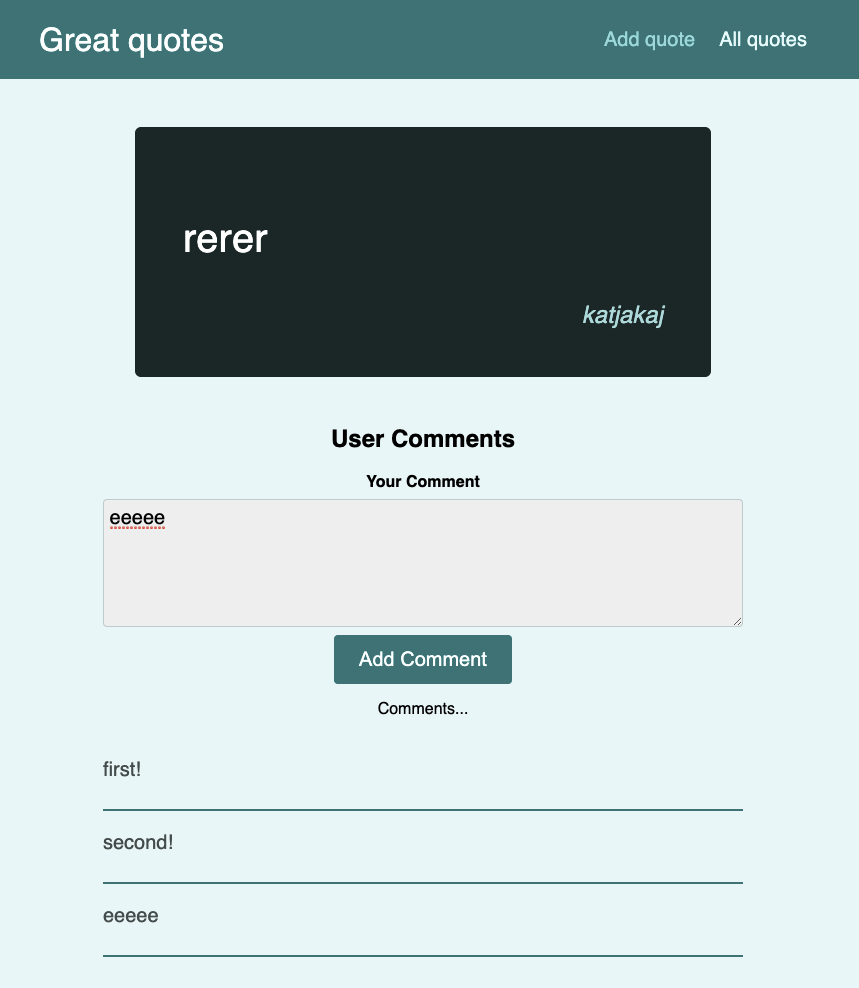 Great quotes
Add quote All quotes
rerer
katjakaj
User Comments
Your Comment
eeeee
Add Comment
Comments...
first!
second!
eeeee